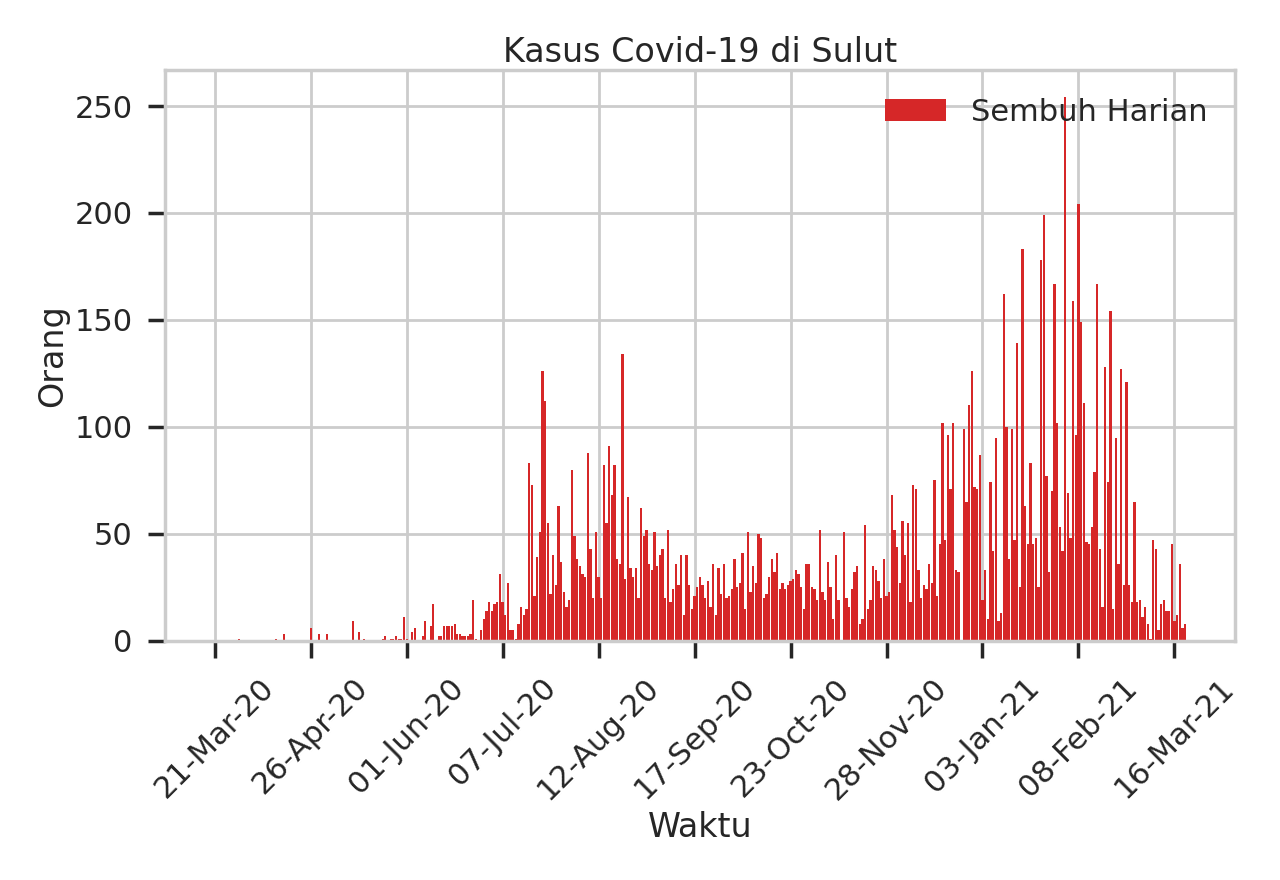 Kasus Covid-19 di Sulut
Sembuh Harian
Orang
250
200
150
100
50
0
21-Mar-20
26-Apr-20
01-Jun-20
07-Jul-20
12-Aug-20
17-Sep-20
23-Oct-20
28-Nov-20
03-Jan-21
08-Feb-21
16-Mar-21
Waktu